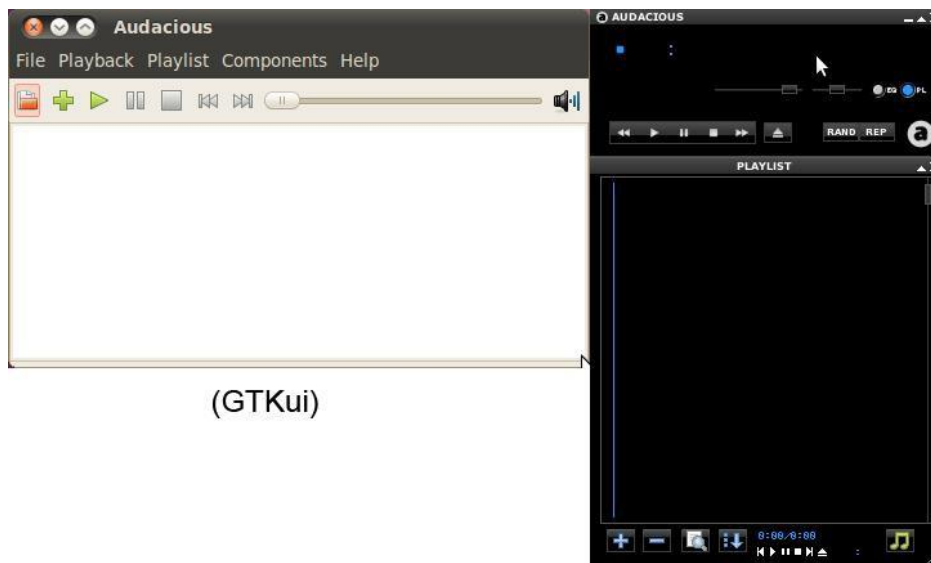 Audacious
File Playback Playlist Components Help
(GTKui)
AUDACIOUS
:
EQ PL
RAND REP
a
PLAYLIST
0:00/0:00
: